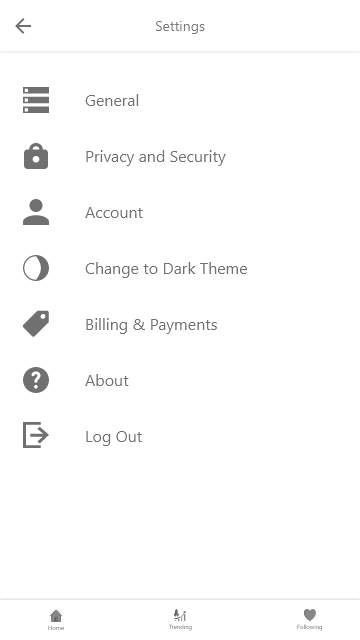 Settings
General
Privacy and Security
Account
Change to Dark Theme
Billing & Payments
About
Log Out
Home
Trending
Following